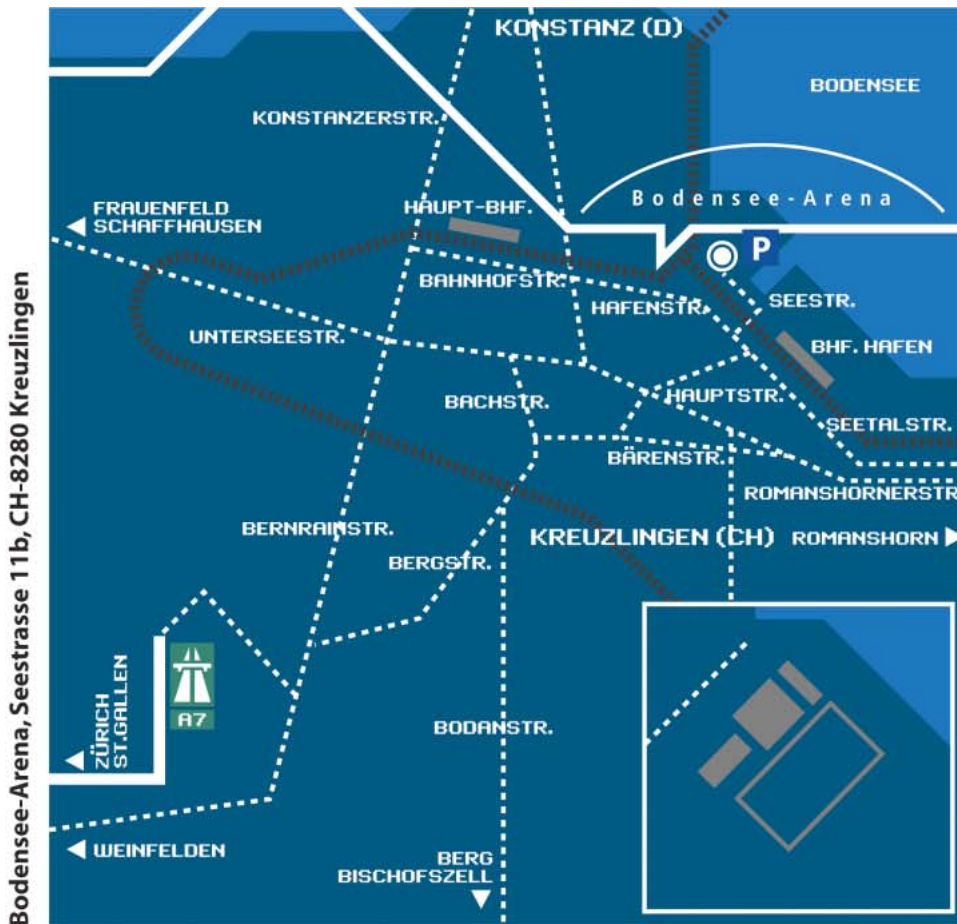 KONSTANZ (D)
BODENSEE
KONSTANZERSTR.
Bodensee-Arena
FRAUENFELD
SCHAFFHAUSEN
HAUPT-BHF.
P
BAHNHOFSTR.
HAFENSTR.
SEESTR.
UNTERSEESTR.
BHF. HAFEN
BACHSTR.
HAUPTSTR.
SEETALSTR.
BÄRENSTR.
ROMANSHORNERSTR
BERNRAINSTR.
KREUZLINGEN (CH)
ROMANSHORN
BERGSTR.
ZÜRICH
ST.GALLEN
A7
BODANSTR.
WEINFELDEN
BERG
BISCHOFSZELL
Bodensee-Arena, Seestrasse 11b, CH-8280 Kreuzlingen